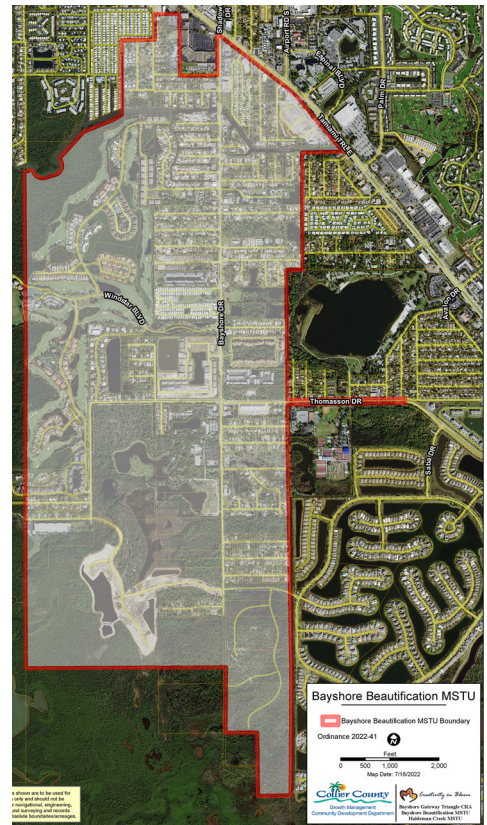 Shadow
DR
Airport RD S
Palm DR
Tamiami TRL E
Windstar BLVD
Bayshore DR
Avalon DR
Thomasson DR
Saba DR
Bayshore Beautification MSTU
Bayshore Beautification MSTU Boundary
Ordinance 2022-41
Feet
0 500 1,000 2,000
Map Date: 7/18/2022
Collier County
Growth Management
Community Development Department
Creativity in Bloom
Bayshore Gateway Triangle CRA
Bayshore Beautification MSTU
Haldeman Creek MSTU
s shown are to be used for
s only and should not be
navigational, engineering,
nd surveying and records
bsolute boundaries/acreages.